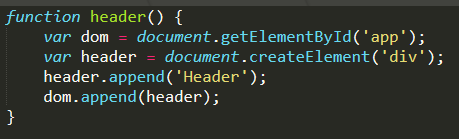 function header() {
    var dom = document.getElementById('app');
    var header = document.createElement('div');
    header.append('Header');
    dom.append(header);
}